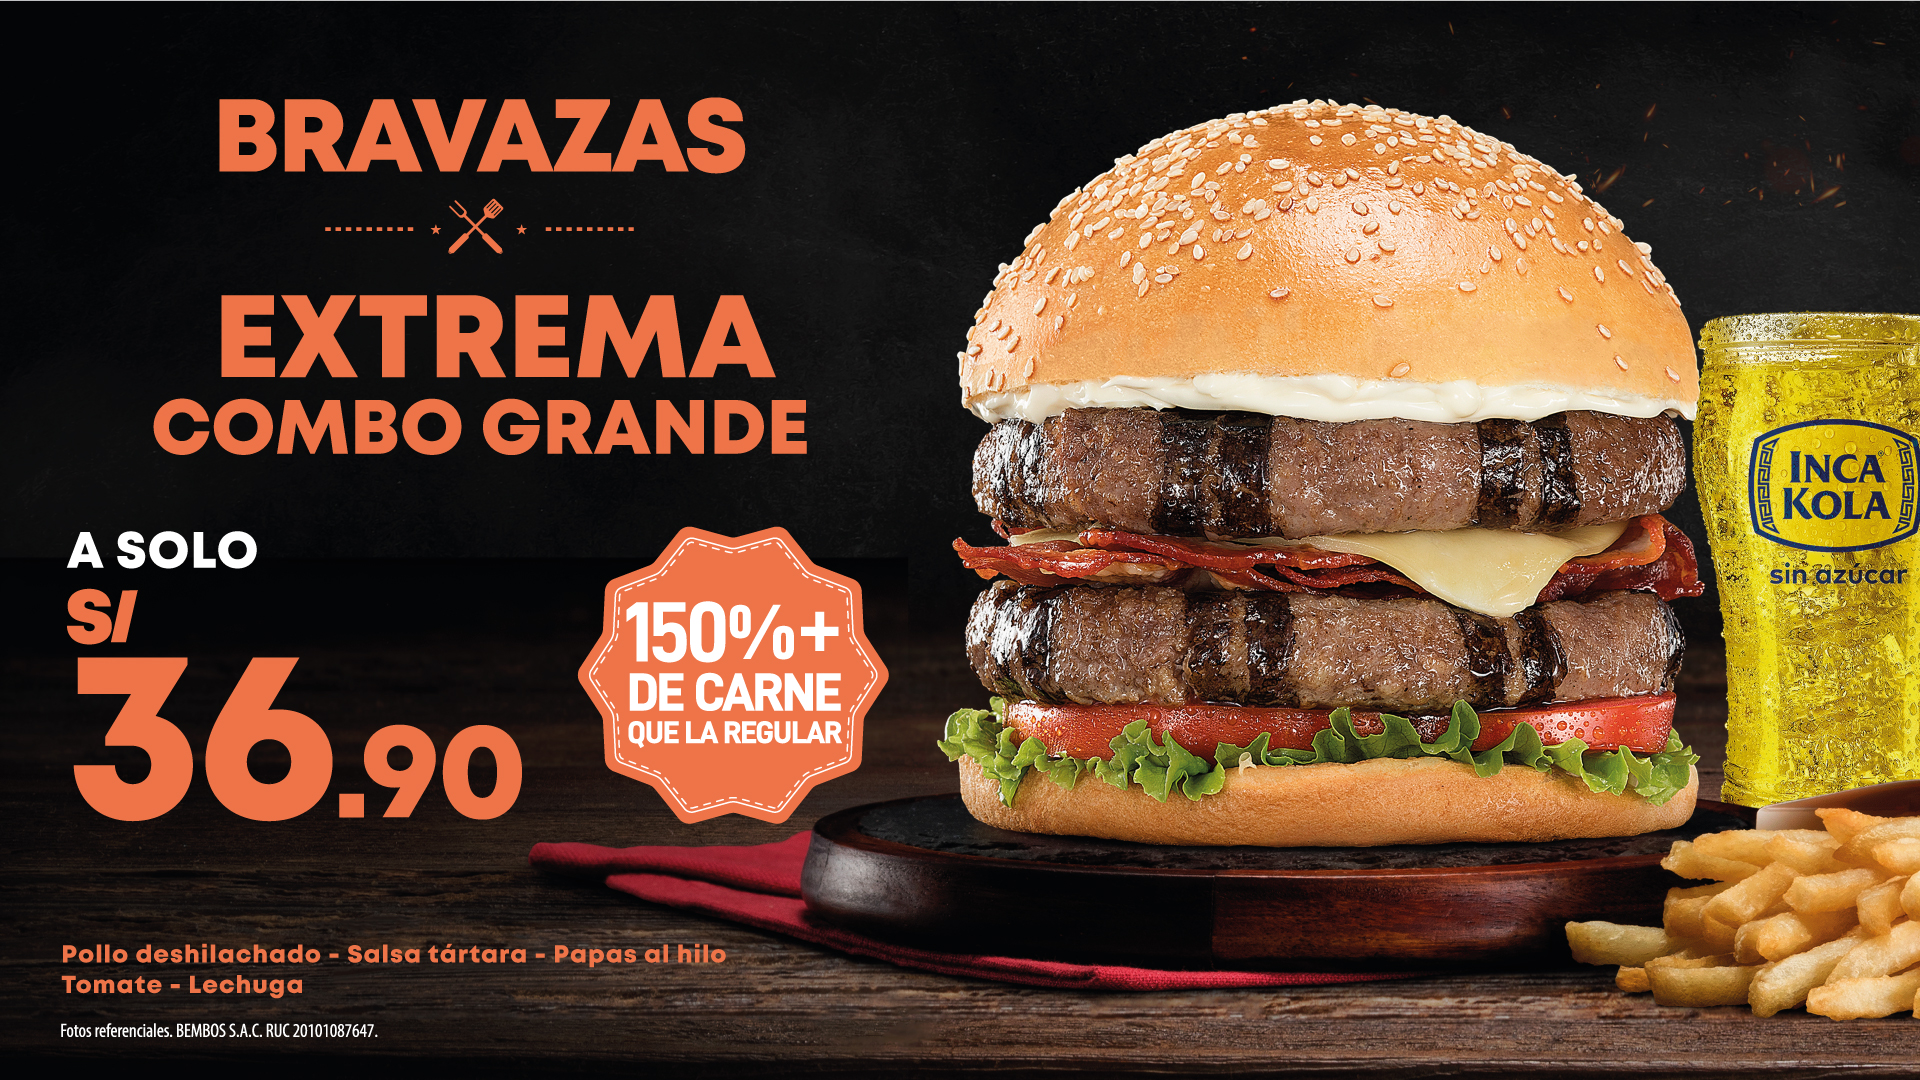 BRAVAZAS
EXTREMA
COMBO GRANDE
A SOLO
S/
36.90
150%+
DE CARNE
QUE LA REGULAR
INCA
KOLA
sin azúcar
Pollo deshilachado - Salsa tártara - Papas al hilo
Tomate - Lechuga
Fotos referenciales. BEMBOS S.A.C. RUC 20101087647.